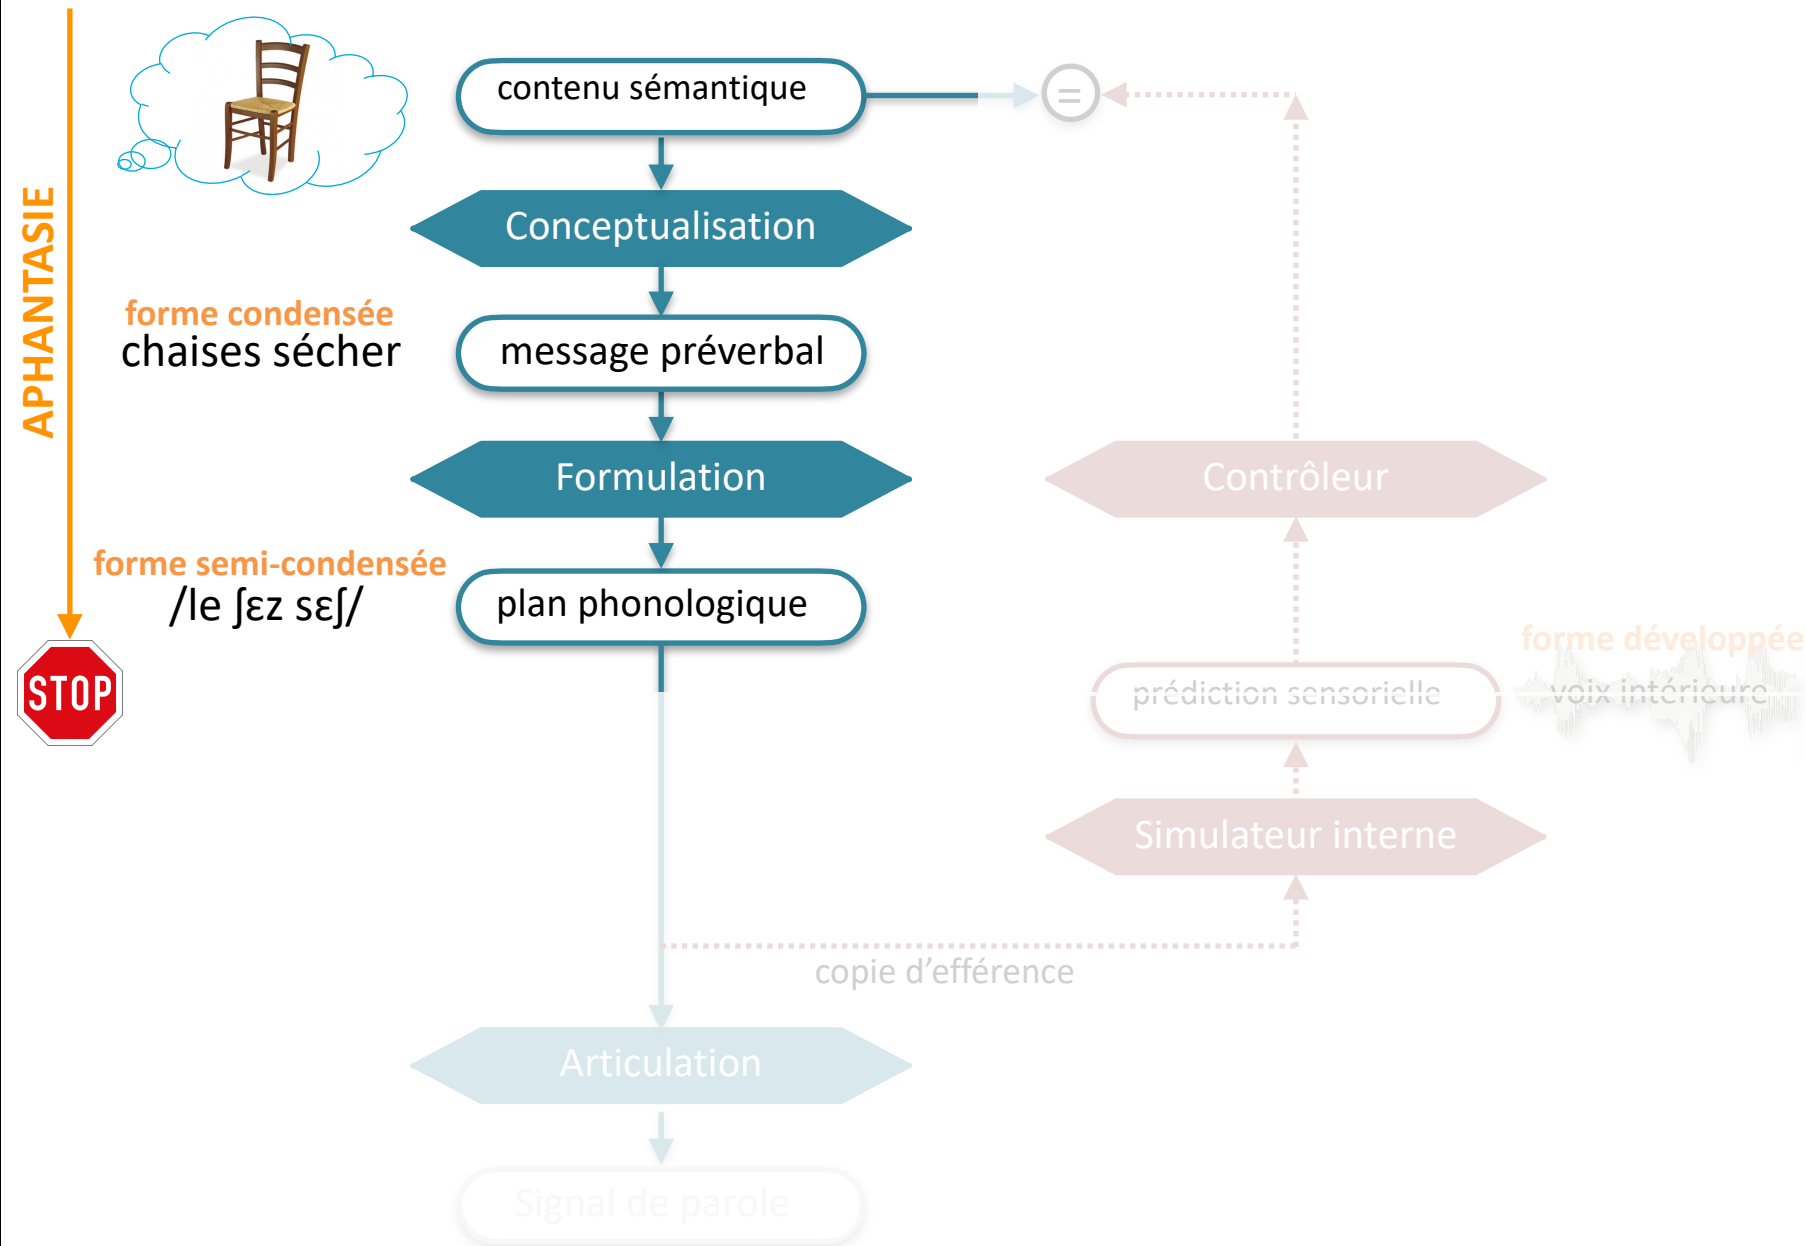 contenu sémantique
=
Conceptualisation
APHANTASIE
forme condensée
chaises sécher
message préverbal
Formulation
Contrôleur
forme semi-condensée
/le ʃɛz sɛʃ/
plan phonologique
forme développée
STOP
prédiction sensorielle
voix intérieure
Simulateur interne
copie d’efférence
Articulation
Signal de parole